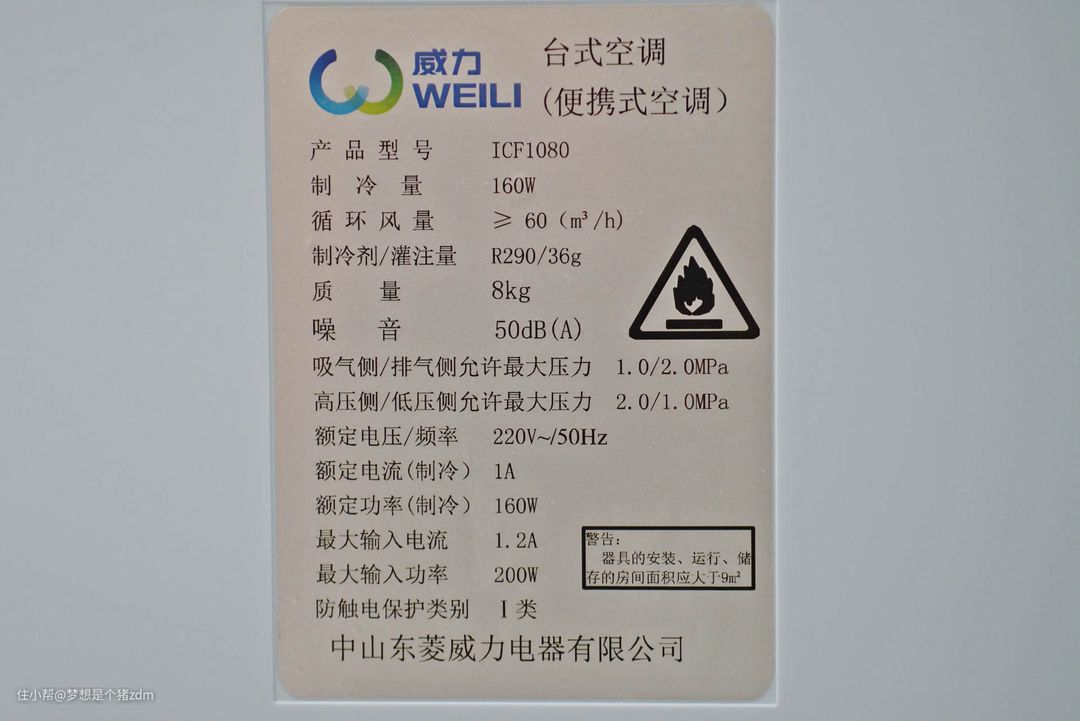 威力
WEILI
台式空调
(便携式空调)
产品型号 ICF1080
制冷量 160W
循环风量 ≥ 60 (m³/h)
制冷剂/灌注量 R290/36g
质量 8kg
噪音 50dB(A)
吸气侧/排气侧允许最大压力 1.0/2.0MPa
高压侧/低压侧允许最大压力 2.0/1.0MPa
额定电压/频率 220V~/50Hz
额定电流(制冷) 1A
额定功率(制冷) 160W
最大输入电流 1.2A
最大输入功率 200W
防触电保护类别 I类
警告:
器具的安装、运行、储
存的房间面积应大于9m²
中山东菱威力电器有限公司
住小帮@梦想是个猪zdm